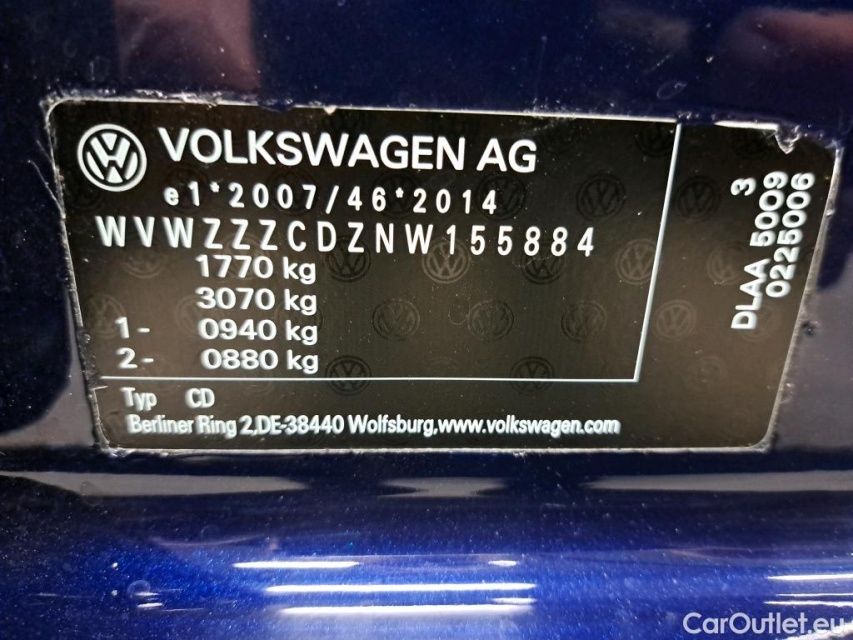 VOLKSWAGEN AG
e1*2007/46*2014
WVWZZZCDZNW155884
1770 kg
3070 kg
1- 0940 kg
2- 0880 kg
Typ CD
Berliner Ring 2,DE-38440 Wolfsburg,www.volkswagen.com
3
DLAA 5009
0225006
CarOutlet.eu